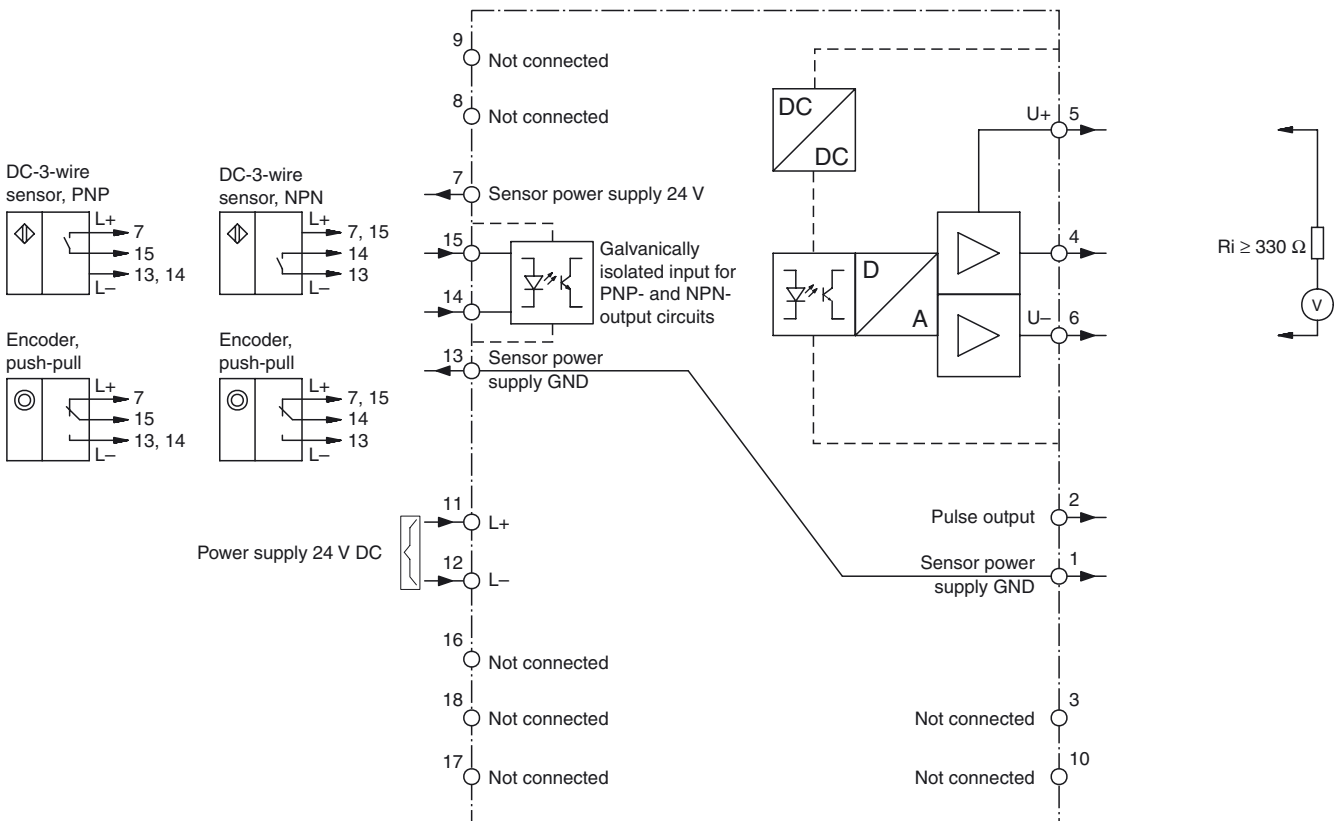 9
Not connected
8
Not connected
7
Sensor power supply 24 V
15
14
Galvanically
isolated input for
PNP- and NPN-
output circuits
13
Sensor power
supply GND
DC-3-wire
sensor, PNP
L+
7
15
13, 14
L–
DC-3-wire
sensor, NPN
L+
7, 15
14
13
L–
Encoder,
push-pull
L+
7
15
13, 14
L–
Encoder,
push-pull
L+
7, 15
14
13
L–
Power supply 24 V DC
11
L+
12
L–
16
Not connected
18
Not connected
17
Not connected
DC
DC
D
A
U+
5
4
U–
6
Ri ≥ 330 Ω
V
2
Pulse output
1
Sensor power
supply GND
3
Not connected
10
Not connected